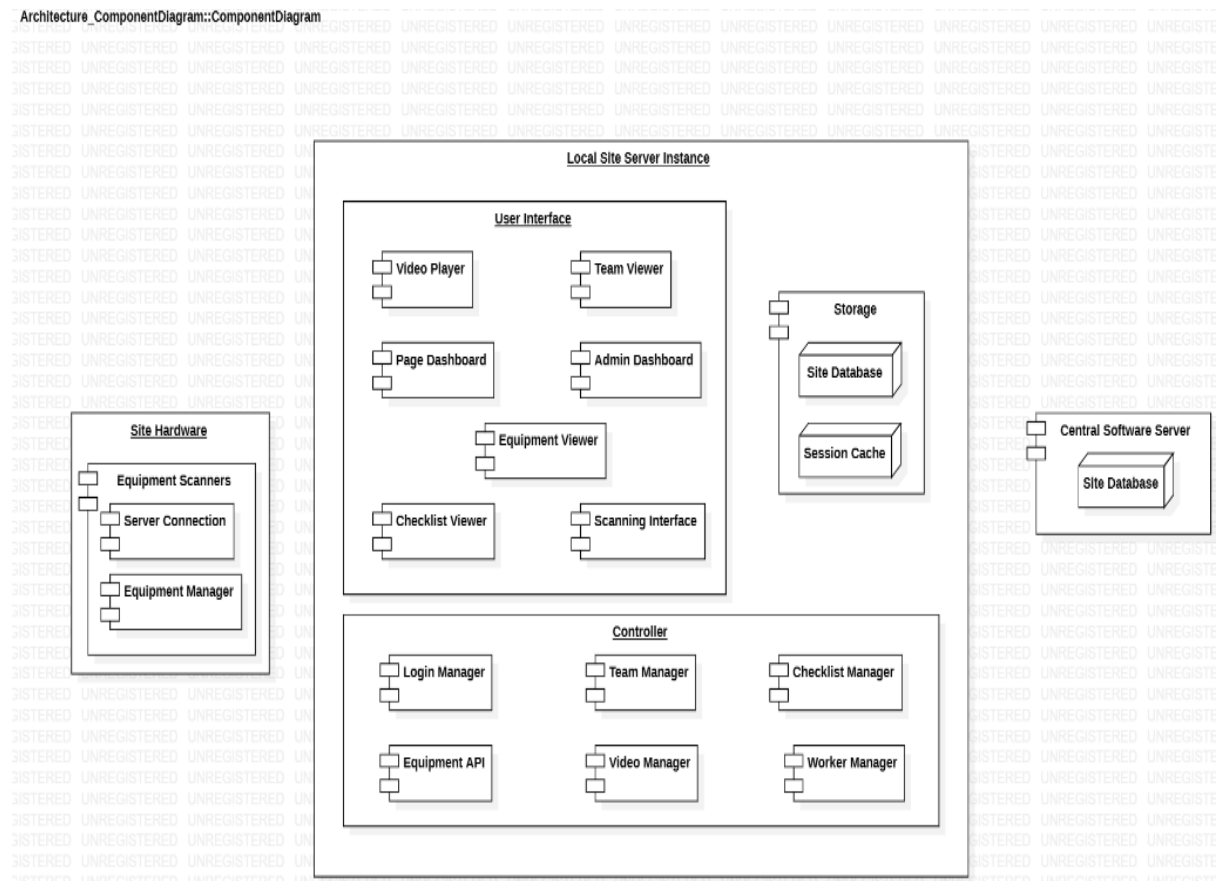 Architecture_ComponentDiagram::ComponentDiagram
Local Site Server Instance
User Interface
Video Player
Team Viewer
Page Dashboard
Admin Dashboard
Equipment Viewer
Checklist Viewer
Scanning Interface
Storage
Site Database
Session Cache
Site Hardware
Equipment Scanners
Server Connection
Equipment Manager
Central Software Server
Site Database
Controller
Login Manager
Team Manager
Checklist Manager
Equipment API
Video Manager
Worker Manager
UNREGISTERED